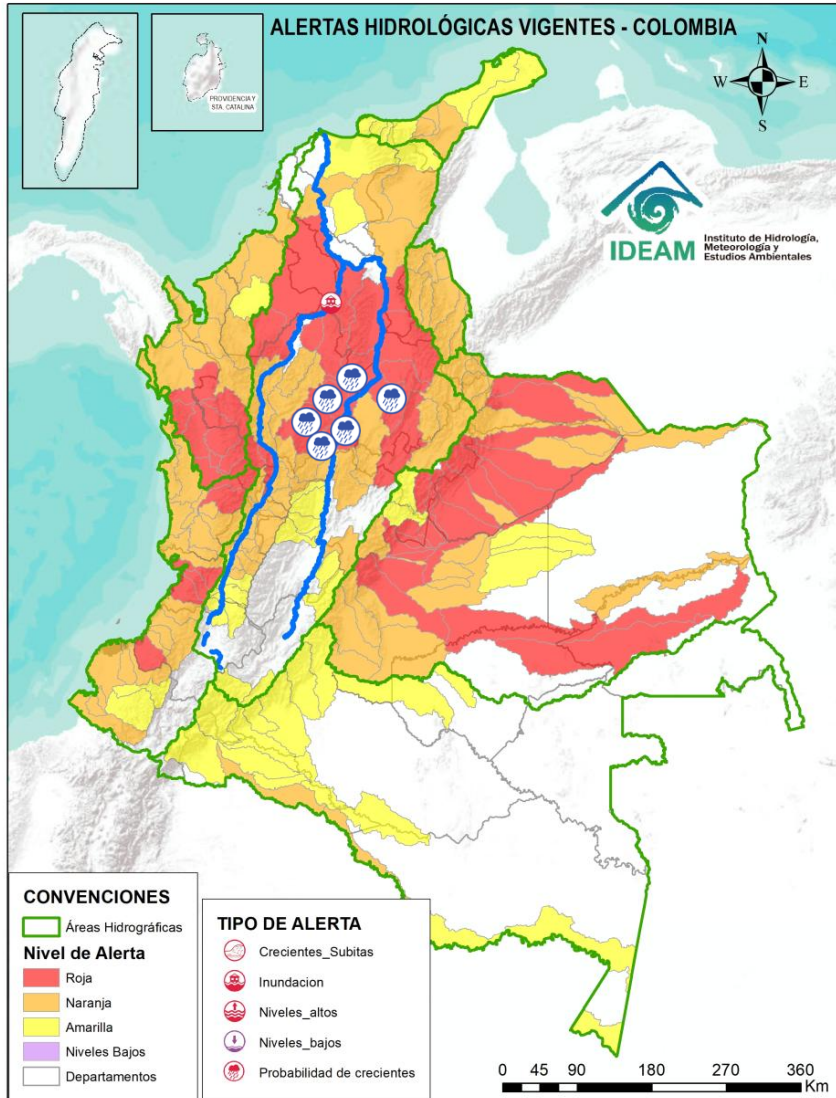 ALERTAS HIDROLÓGICAS VIGENTES - COLOMBIA
PROVIDENCIA Y
STA. CATALINA
N
W
E
S
IDEAM
Instituto de Hidrología,
Meteorología y
Estudios Ambientales
CONVENCIONES
Áreas Hidrográficas
Nivel de Alerta
Roja
Naranja
Amarilla
Niveles Bajos
Departamentos
TIPO DE ALERTA
Crecientes_Subitas
Inundacion
Niveles_altos
Niveles_bajos
Probabilidad de crecientes
0 45 90 180 270 360
Km